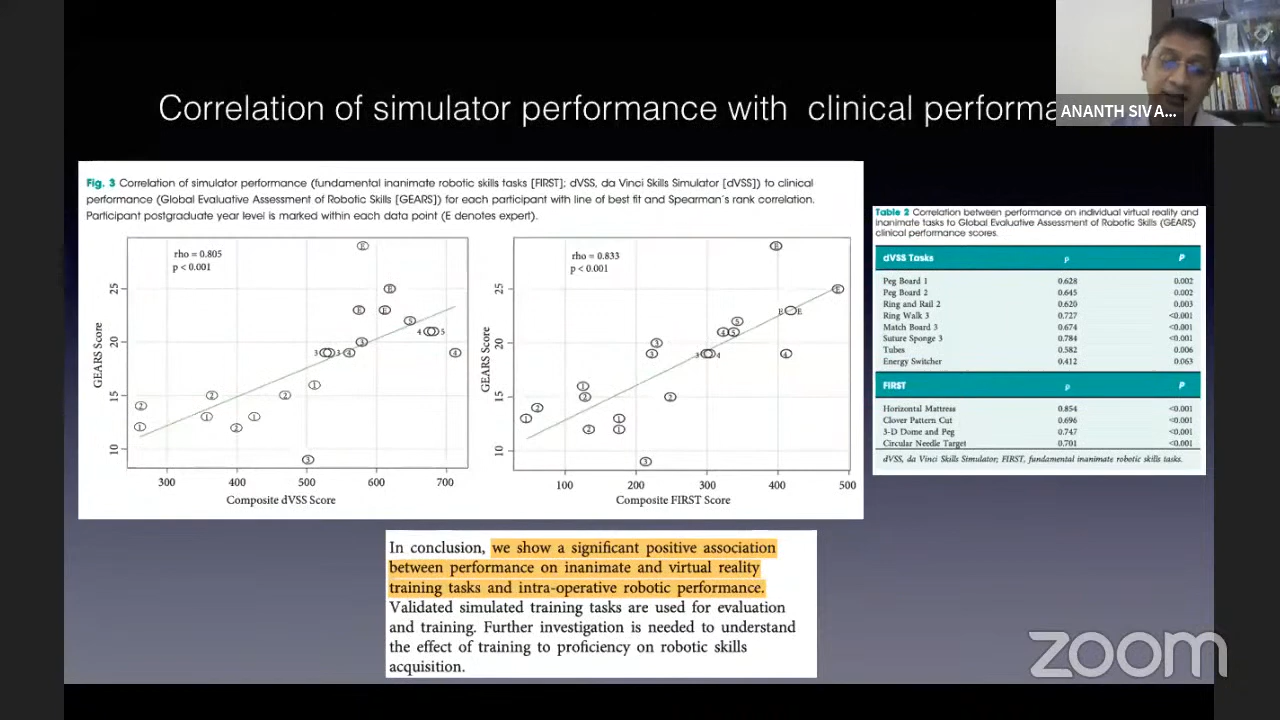 Correlation of simulator performance with clinical performa
ANANTH SIV A...
Fig. 3 Correlation of simulator performance (fundamental inanimate robotic skills tasks [FIRST]; dVSS, da Vinci Skills Simulator [dVSS]) to clinical
performance (Global Evaluative Assessment of Robotic Skills [GEARS]) for each participant with line of best fit and Spearman's rank correlation.
Participant postgraduate year level is marked within each data point (E denotes expert).
rho = 0.805
p < 0.001
GEARS Score
25
20
15
10
300 400 500 600 700
Composite dVSS Score
rho = 0.833
p < 0.001
GEARS Score
25
20
15
10
100 200 300 400 500
Composite FIRST Score
Table 2 Correlation between performance on individual virtual reality and
inanimate tasks to Global Evaluative Assessment of Robotic Skills (GEARS)
clinical performance scores.
dVSS Tasks ρ P
Peg Board 1 0.628 0.002
Peg Board 2 0.645 0.002
Ring and Rail 2 0.620 0.003
Ring Walk 3 0.727 <0.001
Match Board 3 0.674 <0.001
Suture Sponge 3 0.784 <0.001
Tubes 0.582 0.006
Energy Switcher 0.412 0.063
FIRST ρ P
Horizontal Mattress 0.854 <0.001
Clover Pattern Cut 0.696 <0.001
3-D Dome and Peg 0.747 <0.001
Circular Needle Target 0.701 <0.001
dVSS, da Vinci Skills Simulator; FIRST, fundamental inanimate robotic skills tasks.
In conclusion, we show a significant positive association
between performance on inanimate and virtual reality
training tasks and intra-operative robotic performance.
Validated simulated training tasks are used for evaluation
and training. Further investigation is needed to understand
the effect of training to proficiency on robotic skills
acquisition.
zoom